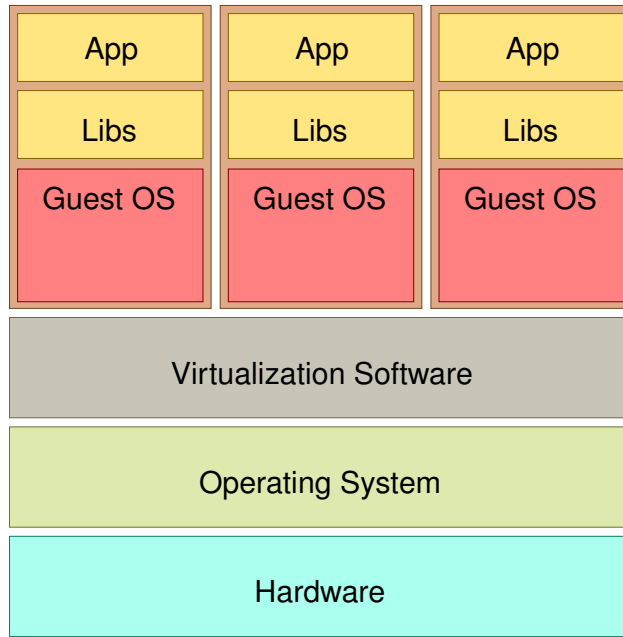 App App App
Libs Libs Libs
Guest OS Guest OS Guest OS
Virtualization Software
Operating System
Hardware